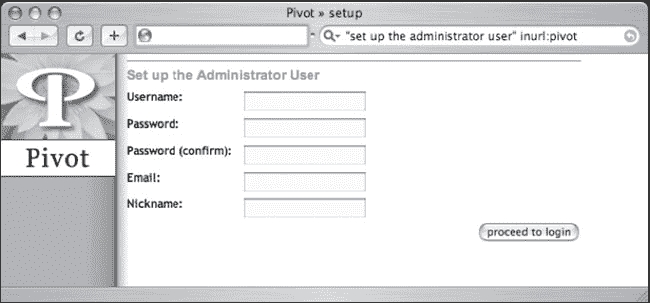 Pivot » setup
"set up the administrator user" inurl:pivot
Set up the Administrator User
Username:
Password:
Password (confirm):
Email:
Nickname:
Pivot
proceed to login